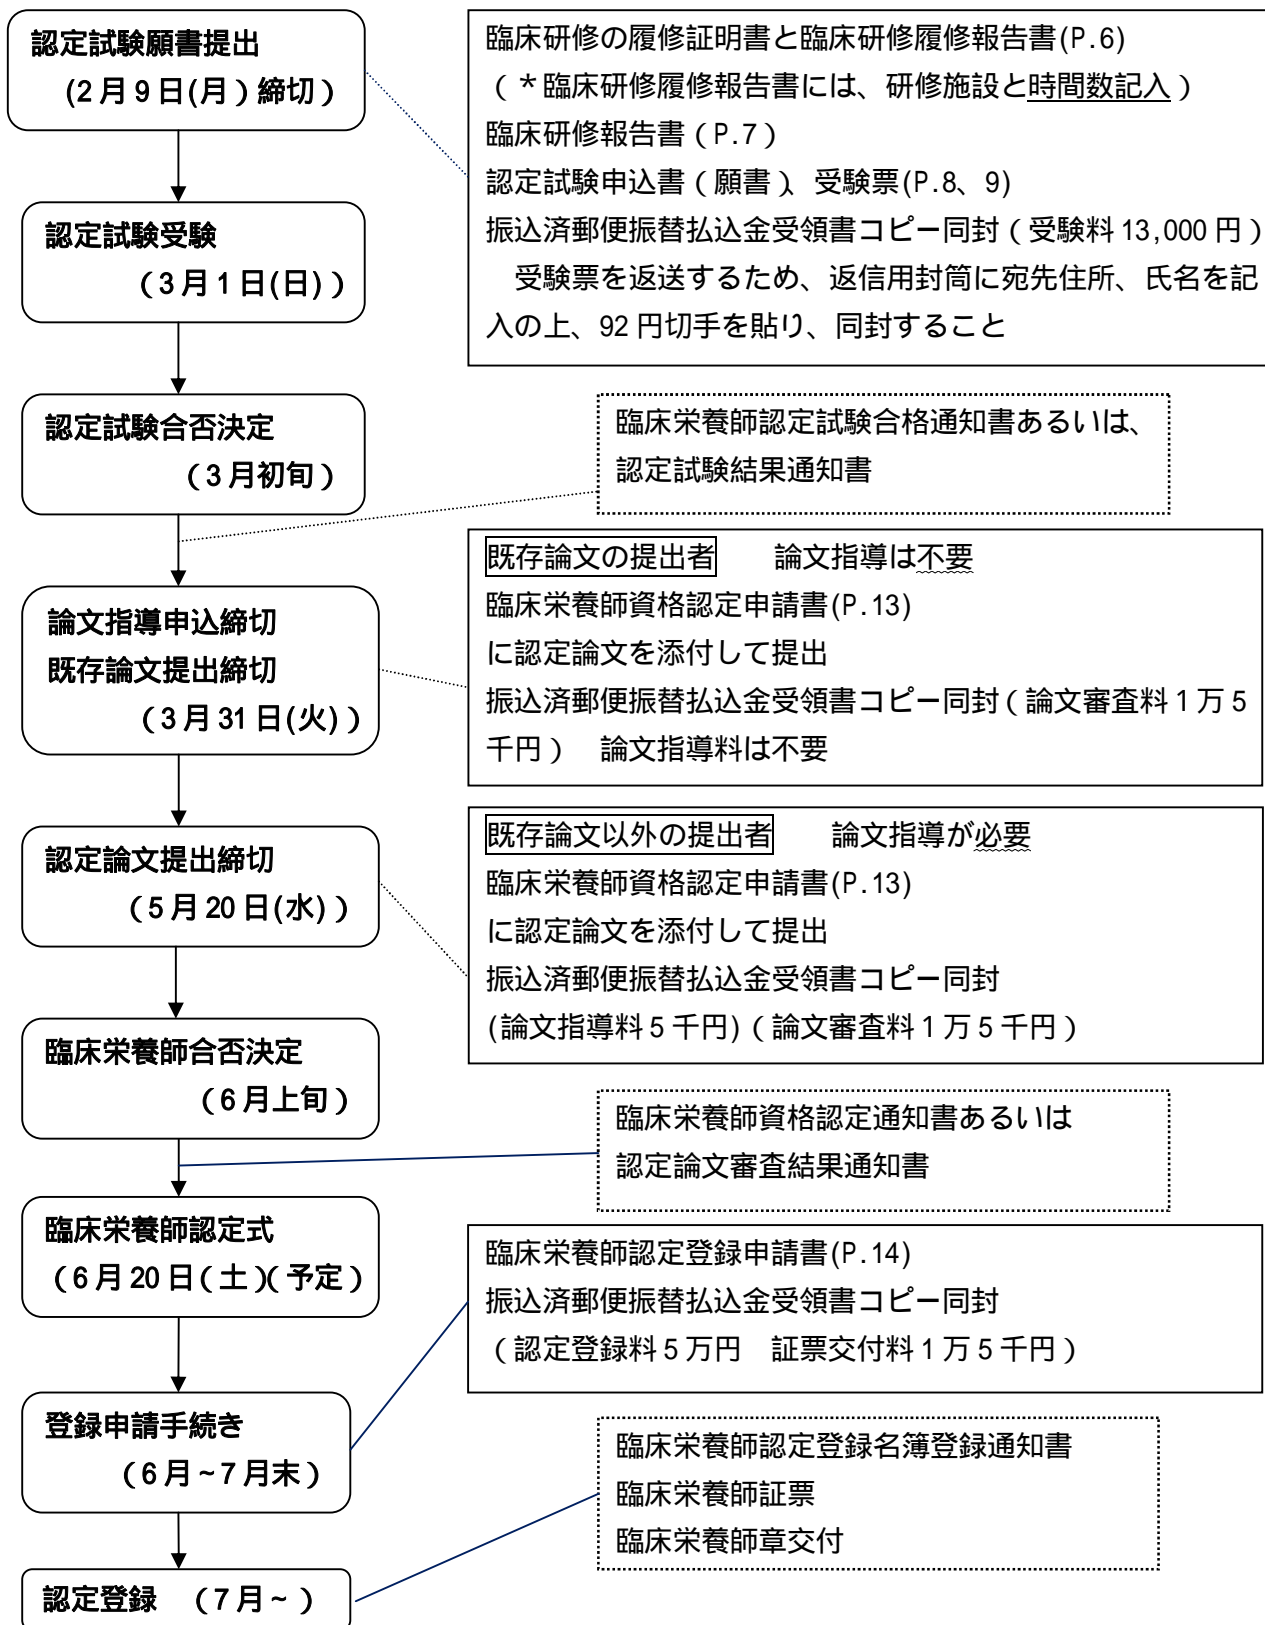 認定試験願書提出
(2月9日(月)締切)
臨床研修の履修証明書と臨床研修履修報告書(P.6)
(*臨床研修履修報告書には、研修施設と時間数記入)
臨床研修報告書(P.7)
認定試験申込書(願書)、受験票(P.8、9)
振込済郵便振替払込金受領書コピー同封(受験料13,000円)
受験票を返送するため、返信用封筒に宛先住所、氏名を記
入の上、92円切手を貼り、同封すること
認定試験受験
(3月1日(日))
認定試験合否決定
(3月初旬)
臨床栄養師認定試験合格通知書あるいは、
認定試験結果通知書
論文指導申込締切
既存論文提出締切
(3月31日(火))
既存論文の提出者 論文指導は不要
臨床栄養師資格認定申請書(P.13)
に認定論文を添付して提出
振込済郵便振替払込金受領書コピー同封(論文審査料1万5
千円) 論文指導料は不要
認定論文提出締切
(5月20日(水))
既存論文以外の提出者 論文指導が必要
臨床栄養師資格認定申請書(P.13)
に認定論文を添付して提出
振込済郵便振替払込金受領書コピー同封
(論文指導料5千円)(論文審査料1万5千円)
臨床栄養師合否決定
(6月上旬)
臨床栄養師資格認定通知書あるいは
認定論文審査結果通知書
臨床栄養師認定式
(6月20日(土)(予定)
臨床栄養師認定登録申請書(P.14)
振込済郵便振替払込金受領書コピー同封
(認定登録料5万円 証票交付料1万5千円)
登録申請手続き
(6月~7月末)
臨床栄養師認定登録名簿登録通知書
臨床栄養師証票
臨床栄養師章交付
認定登録 (7月~)